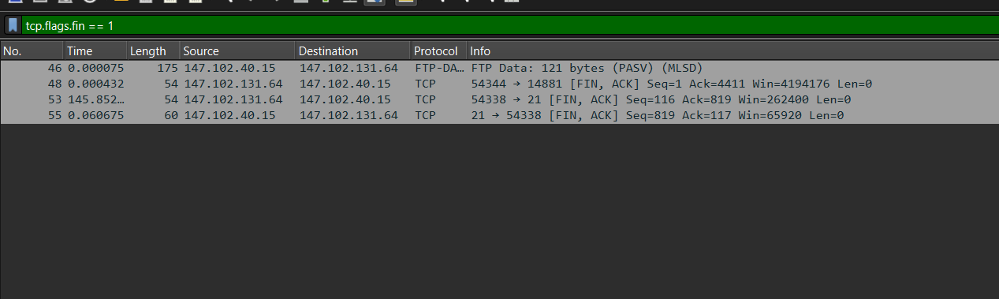 tcp.flags.fin == 1
No. Time Length Source Destination Protocol Info
46 0.000075 175 147.102.40.15 147.102.131.64 FTP-DA… FTP Data: 121 bytes (PASV) (MLSD)
48 0.000432 54 147.102.131.64 147.102.40.15 TCP 54344 → 14881 [FIN, ACK] Seq=1 Ack=4411 Win=4194176 Len=0
53 145.852… 54 147.102.131.64 147.102.40.15 TCP 54338 → 21 [FIN, ACK] Seq=116 Ack=819 Win=262400 Len=0
55 0.060675 60 147.102.40.15 147.102.131.64 TCP 21 → 54338 [FIN, ACK] Seq=819 Ack=117 Win=65920 Len=0